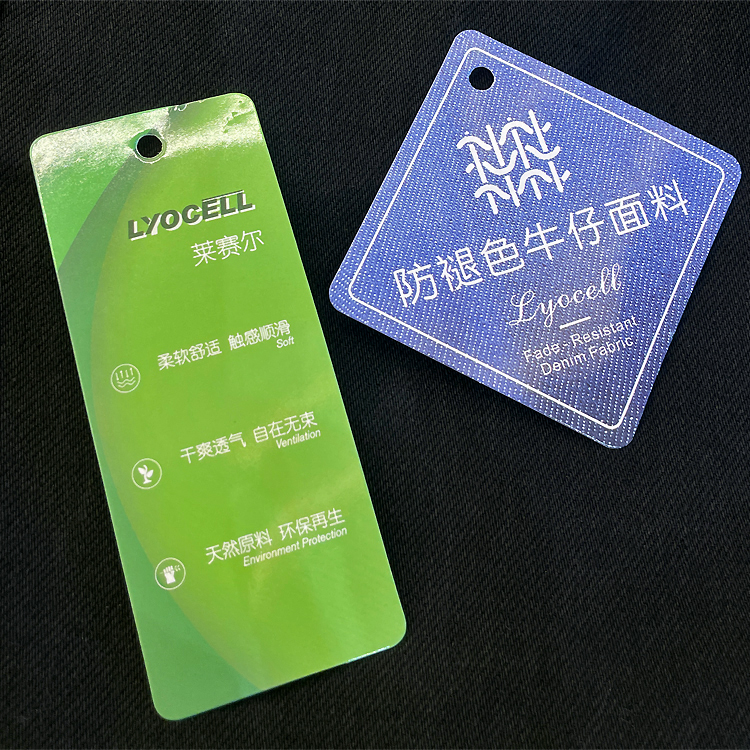 LYOCELL
莱赛尔
柔软舒适 触感顺滑
Soft
干爽透气 自在无束
Ventilation
天然原料 环保再生
Environment Protection
防褪色牛仔面料
Lyocell
Fade - Resistant
Denim Fabric